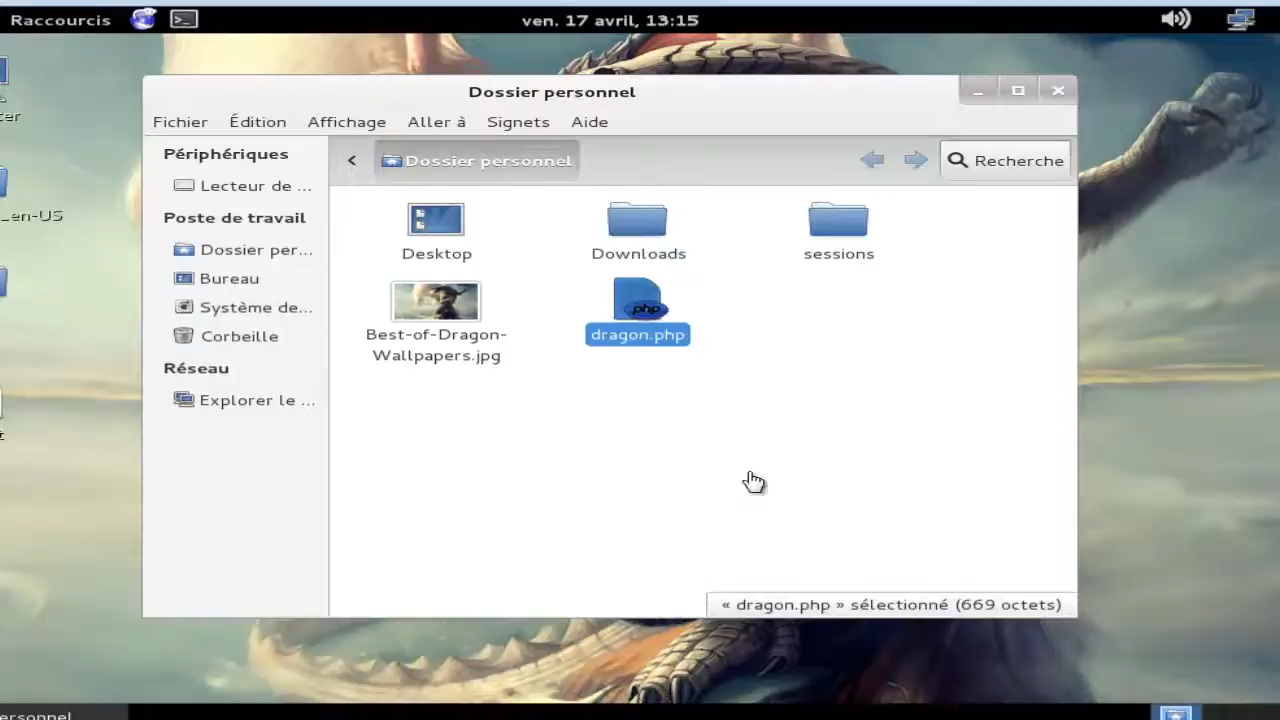 Raccourcis
ven. 17 avril, 13:15
Dossier personnel
Fichier Édition Affichage Aller à Signets Aide
Périphériques
Lecteur de ...
Poste de travail
Dossier per...
Bureau
Système de...
Corbeille
Réseau
Explorer le ...
Dossier personnel
Recherche
Desktop
Downloads
sessions
Best-of-Dragon-
Wallpapers.jpg
php
dragon.php
« dragon.php » sélectionné (669 octets)
_en-US
ersonnel